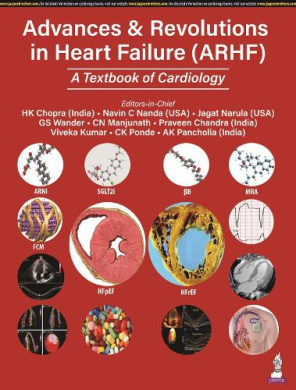 Advances & Revolutions
in Heart Failure (ARHF)
A Textbook of Cardiology
Editors-in-Chief
HK Chopra (India) • Navin C Nanda (USA) • Jagat Narula (USA)
GS Wander • CN Manjunath • Praveen Chandra (India)
Viveka Kumar • CK Ponde • AK Pancholia (India)
ARNI
SGLT2i
βB
MRA
FCM
HFpEF
HFrEF
JAYPEE